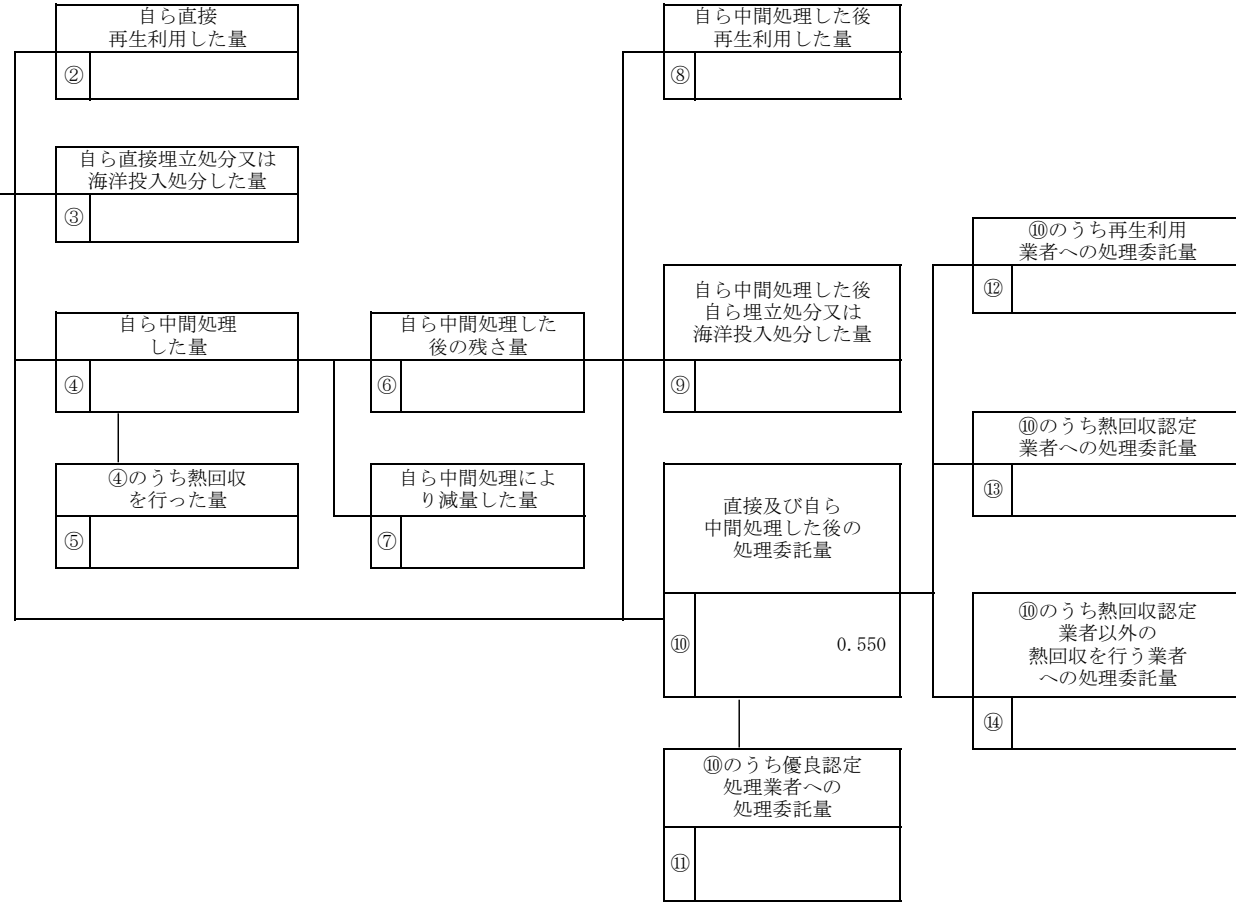 自ら直接
再生利用した量
②
自ら中間処理した後
再生利用した量
⑧
自ら直接埋立処分又は
海洋投入処分した量
③
⑩のうち再生利用
業者への処理委託量
⑫
自ら中間処理した後
自ら埋立処分又は
海洋投入処分した量
⑨
自ら中間処理
した量
④
自ら中間処理した
後の残さ量
⑥
⑩のうち熱回収認定
業者への処理委託量
⑬
④のうち熱回収
を行った量
⑤
自ら中間処理によ
り減量した量
⑦
直接及び自ら
中間処理した後の
処理委託量
⑩ 0.550
⑩のうち熱回収認定
業者以外の
熱回収を行う業者
への処理委託量
⑭
⑩のうち優良認定
処理業者への
処理委託量
⑪